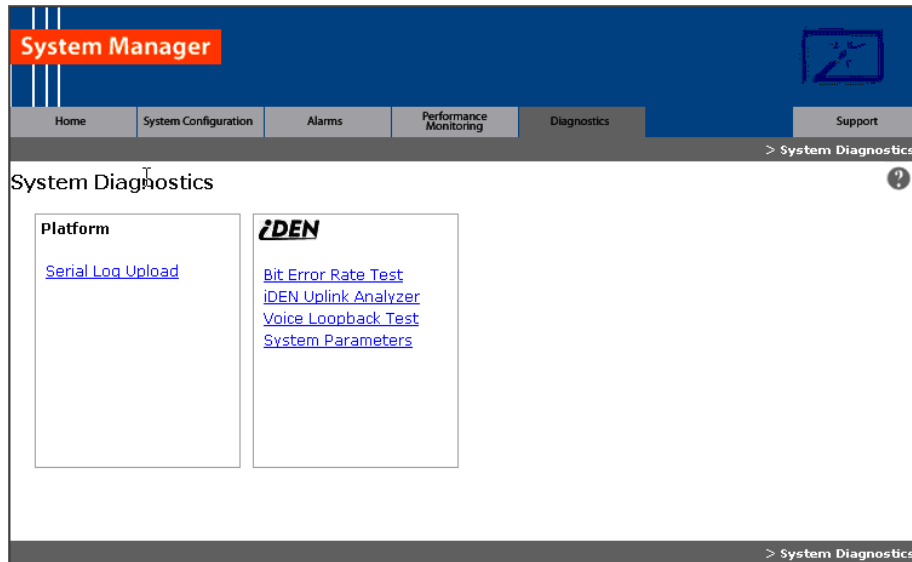 System Manager
Home
System Configuration
Alarms
Performance
Monitoring
Diagnostics
Support
> System Diagnostics
System Diagnostics
?
Platform
Serial Log Upload
iDEN
Bit Error Rate Test
iDEN Uplink Analyzer
Voice Loopback Test
System Parameters
> System Diagnostics